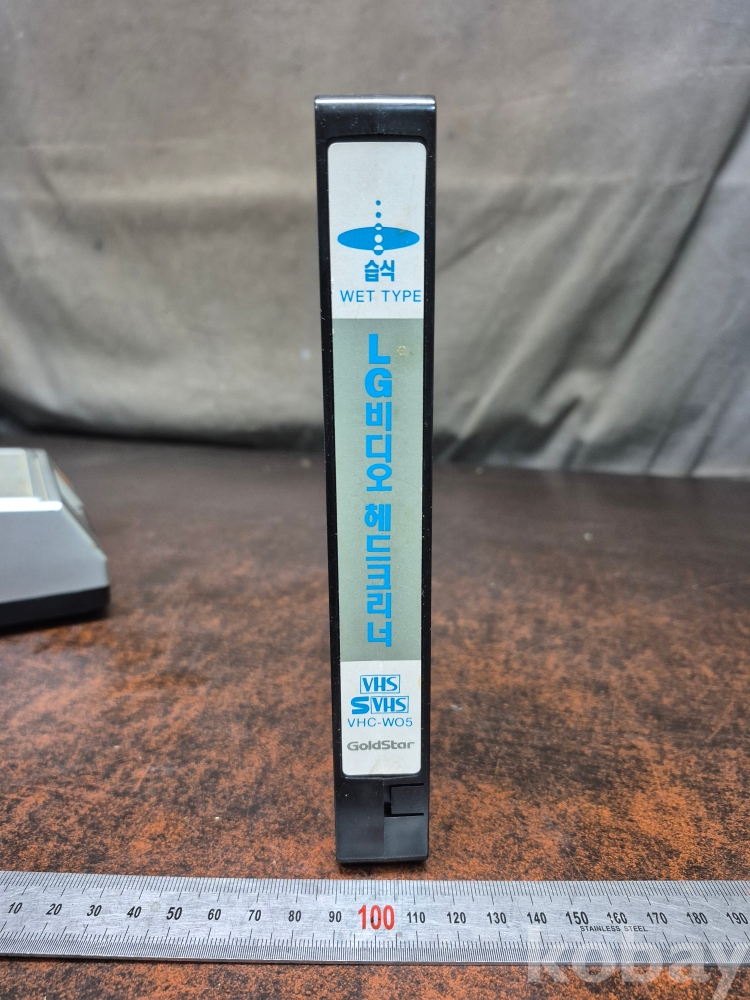 습식
WET TYPE
LG비디오 헤드크리너
VHS
S VHS
VHC-W05
GoldStar
10 20 30 40 50 60 70 80 90 100 110 120 130 140 150 160 170 180 190
STAINLESS STEEL
kobay